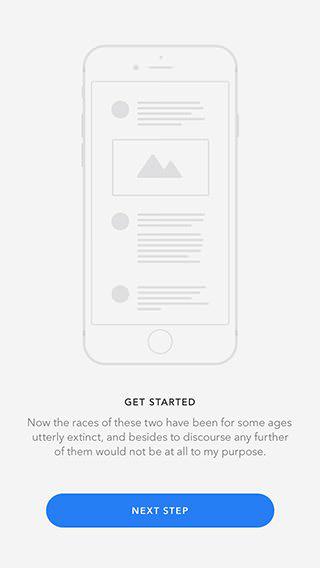 GET STARTED
Now the races of these two have been for some ages
utterly extinct, and besides to discourse any further
of them would not be at all to my purpose.
NEXT STEP